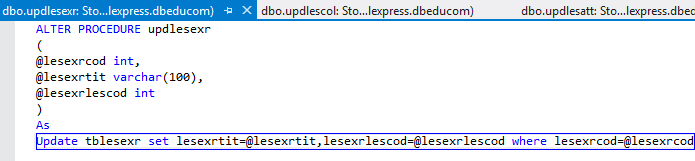 dbo.updlesexr: Sto...lexpress.dbeducom) dbo.updlescol: Sto...lexpress.dbeducom) dbo.updlesatt: Sto...lexpress.dbed
ALTER PROCEDURE updlesexr
(
@lesexrcod int,
@lesexrtit varchar(100),
@lesexrlescod int
)
As
Update tblesexr set lesexrtit=@lesexrtit,lesexrlescod=@lesexrlescod where lesexrcod=@lesexrcod